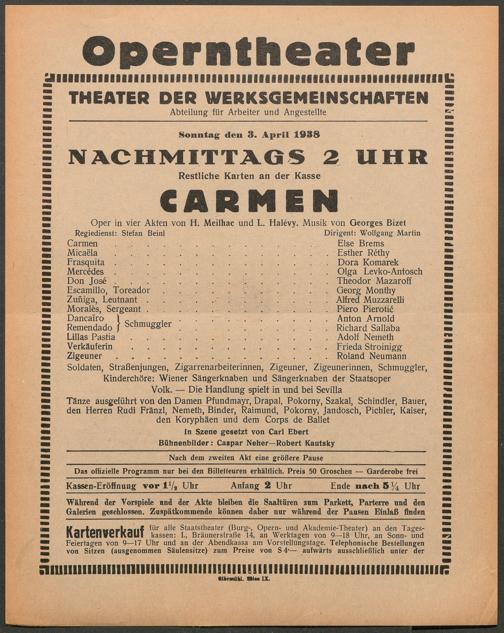 Operntheater
THEATER DER WERKSGEMEINSCHAFTEN
Abteilung für Arbeiter und Angestellte
Sonntag den 3. April 1938
NACHMITTAGS 2 UHR
Restliche Karten an der Kasse
CARMEN
Oper in vier Akten von H. Meilhac und L. Halévy. Musik von Georges Bizet
Regiedienst: Stefan Beinl Dirigent: Wolfgang Martin
Carmen . . . . . . . . . . Else Brems
Micaëla . . . . . . . . . . Esther Réthy
Frasquita . . . . . . . . . . Dora Komarek
Mercédes . . . . . . . . . . Olga Levko-Antosch
Don José . . . . . . . . . . Theodor Mazaroff
Escamillo, Toreador . . . . . . . . Georg Monthy
Zuñiga, Leutnant . . . . . . . . Alfred Muzzarelli
Moralès, Sergeant . . . . . . . . Piero Pierotić
Dancaïro } Schmuggler . . . . . . . Anton Arnold
Remendado } . . . . . . . Richard Sallaba
Lillas Pastia . . . . . . . . . . Adolf Nemeth
Verkäuferin . . . . . . . . . . Frieda Stroinigg
Zigeuner . . . . . . . . . . Roland Neumann
Soldaten, Straßenjungen, Zigarrenarbeiterinnen, Zigeuner, Zigeunerinnen, Schmuggler,
Kinderchöre: Wiener Sängerknaben und Sängerknaben der Staatsoper
Volk. — Die Handlung spielt in und bei Sevilla
Tänze ausgeführt von den Damen Pfundmayr, Drapal, Pokorny, Szakal, Schindler, Bauer,
den Herren Rudi Fränzl, Nemeth, Binder, Raimund, Pokorny, Jandosch, Pichler, Kaiser,
den Koryphäen und dem Corps de Ballet
In Szene gesetzt von Carl Ebert
Bühnenbilder: Caspar Neher—Robert Kautsky
Nach dem zweiten Akt eine größere Pause
Das offizielle Programm nur bei den Billetteuren erhältlich. Preis 50 Groschen — Garderobe frei
Kassen-Eröffnung vor 1½ Uhr Anfang 2 Uhr Ende nach 5¼ Uhr
Während der Vorspiele und der Akte bleiben die Saaltüren zum Parkett, Parterre und den
Galerien geschlossen. Zuspätkommende können daher nur während der Pausen Einlaß finden
Kartenverkauf für alle Staatstheater (Burg-, Opern- und Akademie-Theater) an den Tages-
kassen: I., Bräunerstraße 14, an Werktagen von 9—18 Uhr, an Sonn- und
Feiertagen von 9—17 Uhr und an der Abendkassa am Vorstellungstage. Telephonische Bestellungen
von Sitzen (ausgenommen Säulensitze) zum Preise von S 4·— aufwärts ausschließlich unter der
Elbemühl, Wien IX.